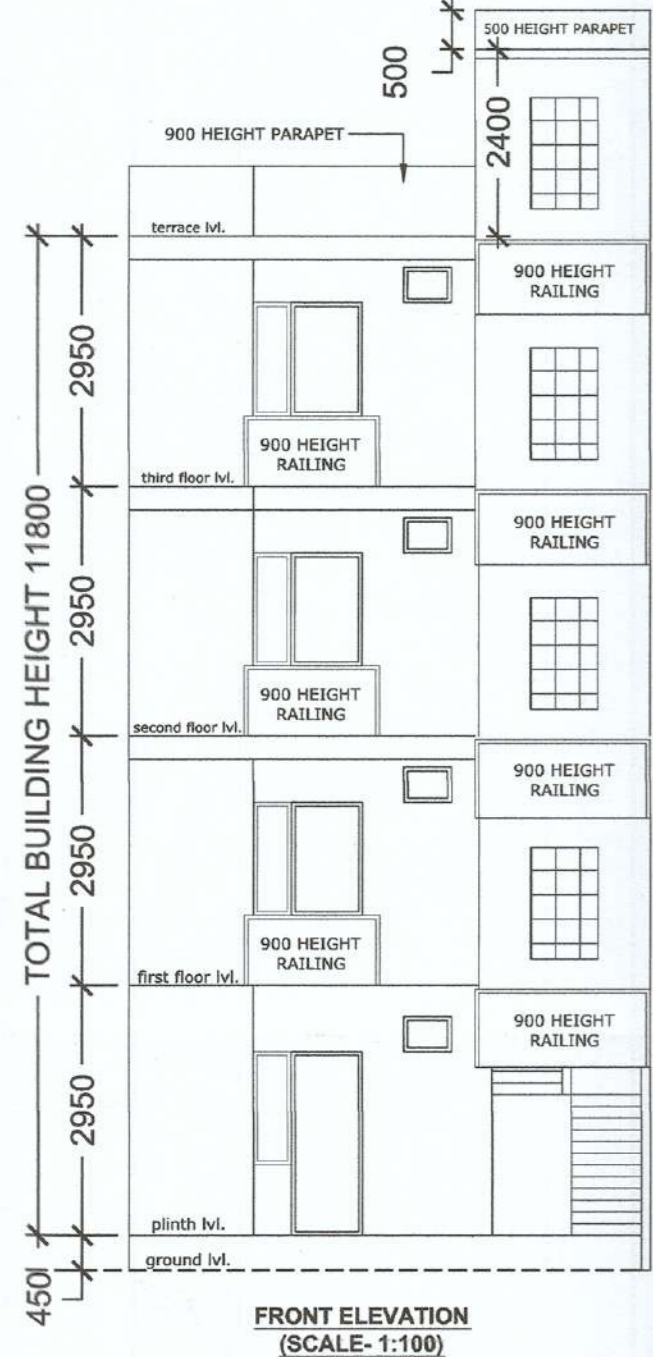 500 HEIGHT PARAPET
500
2400
900 HEIGHT PARAPET
terrace lvl.
900 HEIGHT
RAILING
2950
900 HEIGHT
RAILING
third floor lvl.
900 HEIGHT
RAILING
TOTAL BUILDING HEIGHT 11800
2950
900 HEIGHT
RAILING
second floor lvl.
900 HEIGHT
RAILING
2950
900 HEIGHT
RAILING
first floor lvl.
900 HEIGHT
RAILING
2950
plinth lvl.
ground lvl.
450
FRONT ELEVATION
(SCALE- 1:100)